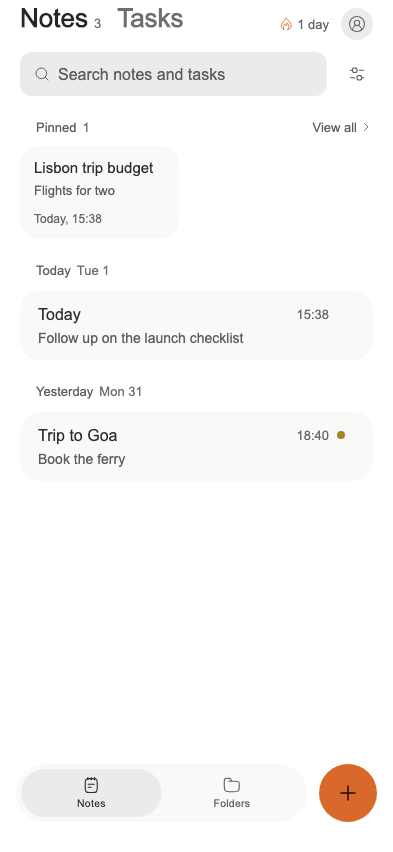 Notes 3 Tasks
1 day
Search notes and tasks
Pinned 1
View all
Lisbon trip budget
Flights for two
Today, 15:38
Today Tue 1
Today 15:38
Follow up on the launch checklist
Yesterday Mon 31
Trip to Goa 18:40
Book the ferry
Notes
Folders